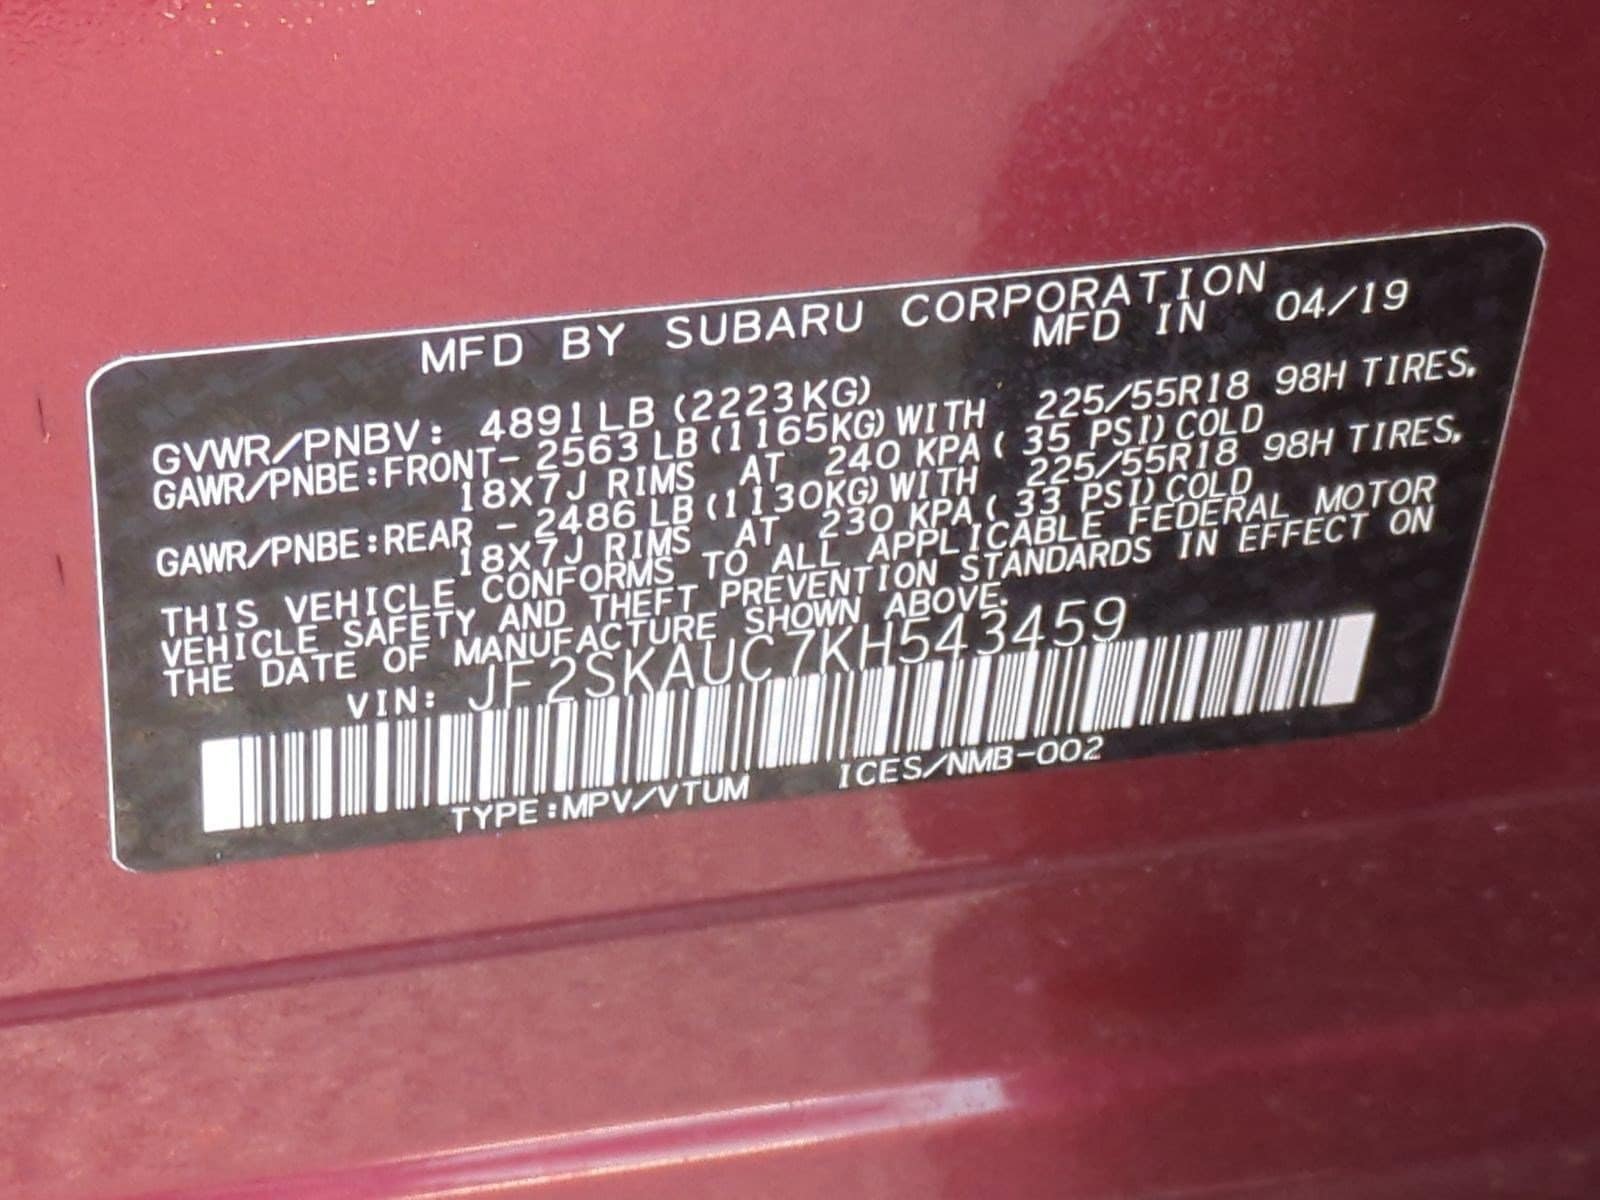 MFD BY SUBARU CORPORATION
MFD IN 04/19
GVWR/PNBV: 4891LB (2223KG)
GAWR/PNBE:FRONT- 2563 LB(1165KG)WITH 225/55R18 98H TIRES,
18X7J RIMS AT 240 KPA( 35 PSI)COLD
GAWR/PNBE:REAR - 2486 LB(1130KG)WITH 225/55R18 98H TIRES,
18X7J RIMS AT 230 KPA( 33 PSI)COLD
THIS VEHICLE CONFORMS TO ALL APPLICABLE FEDERAL MOTOR
VEHICLE SAFETY AND THEFT PREVENTION STANDARDS IN EFFECT ON
THE DATE OF MANUFACTURE SHOWN ABOVE.
VIN: JF2SKAUC7KH543459
TYPE:MPV/VTUM ICES/NMB-002